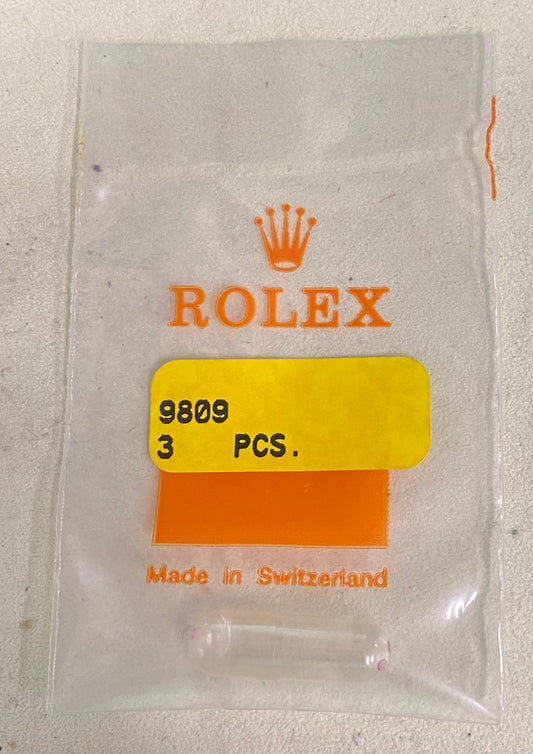 ROLEX
9809
3 PCS.
Made in Switzerland